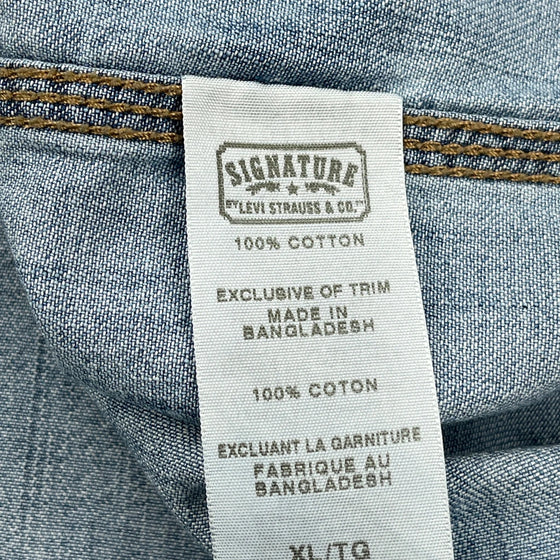 SIGNATURE
BY LEVI STRAUSS & CO.™
100% COTTON
EXCLUSIVE OF TRIM
MADE IN
BANGLADESH
100% COTON
EXCLUANT LA GARNITURE
FABRIQUE AU
BANGLADESH
XL/TG